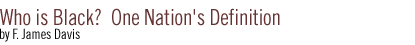 Who is Black? One Nation's Definition
by F. James Davis